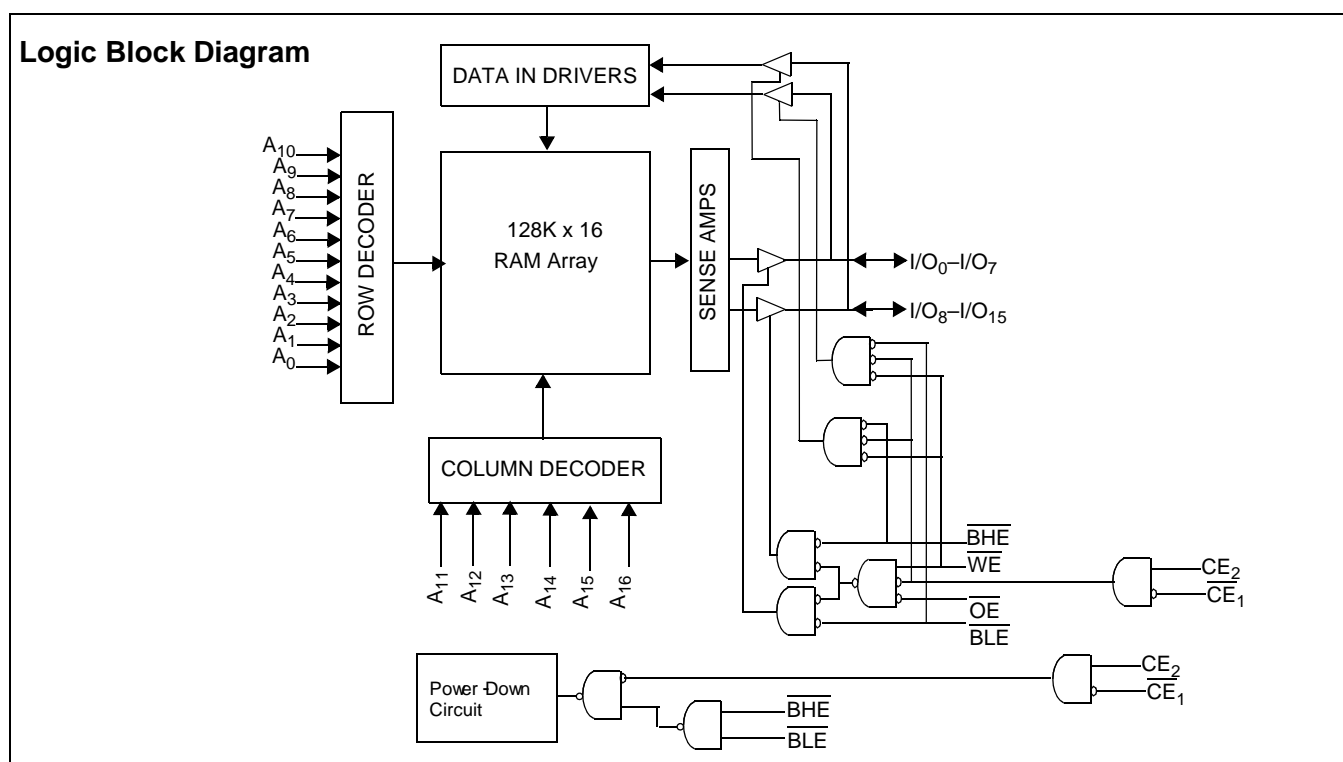 Logic Block Diagram
DATA IN DRIVERS
A10
A9
A8
A7
A6
A5
A4
A3
A2
A1
A0
ROW DECODER
128K x 16
RAM Array
SENSE AMPS
I/O0–I/O7
I/O8–I/O15
COLUMN DECODER
A11
A12
A13
A14
A15
A16
BHE
WE
OE
BLE
CE2
CE1
Power-Down
Circuit
BHE
BLE
CE2
CE1